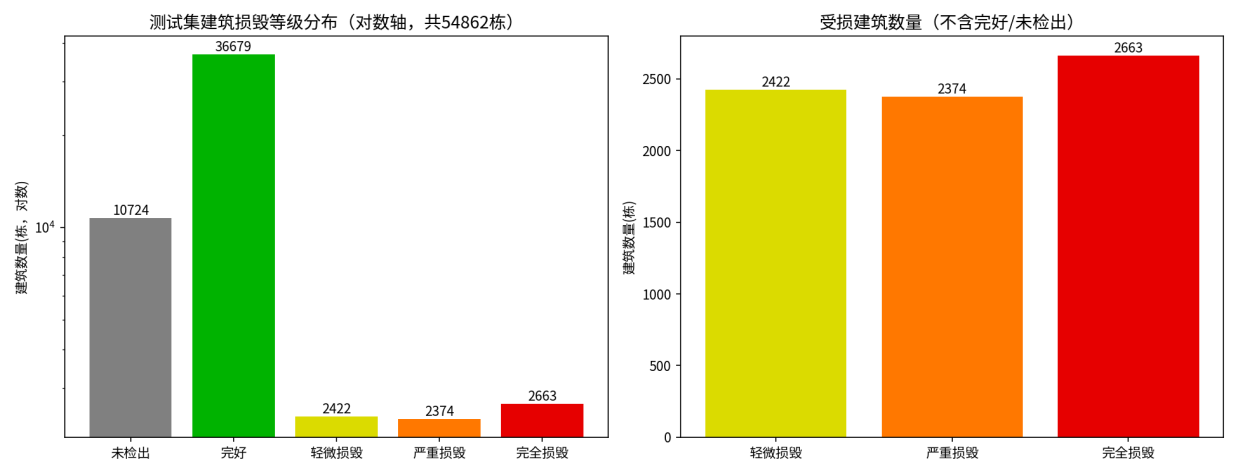 测试集建筑损毁等级分布（对数轴，共54862栋）
建筑数量(栋，对数)
10⁴
10724
36679
2422
2374
2663
未检出
完好
轻微损毁
严重损毁
完全损毁
受损建筑数量（不含完好/未检出）
建筑数量(栋)
2500
2000
1500
1000
500
0
2422
2374
2663
轻微损毁
严重损毁
完全损毁